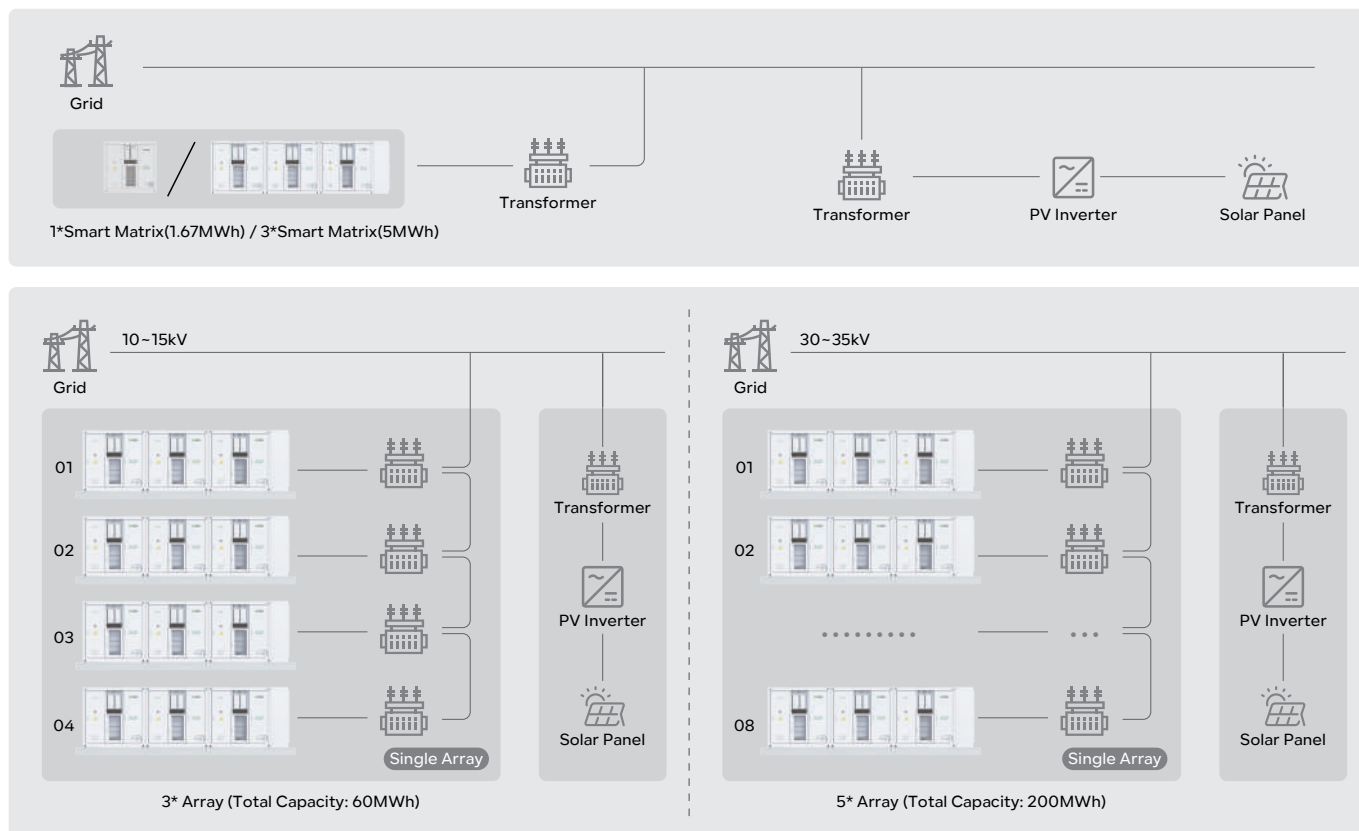 Grid
Transformer
1*Smart Matrix(1.67MWh) / 3*Smart Matrix(5MWh)
Transformer
PV Inverter
Solar Panel
10~15kV
Grid
01
02
03
04
Single Array
Transformer
PV Inverter
Solar Panel
3* Array (Total Capacity: 60MWh)
30~35kV
Grid
01
02
08
Single Array
Transformer
PV Inverter
Solar Panel
5* Array (Total Capacity: 200MWh)